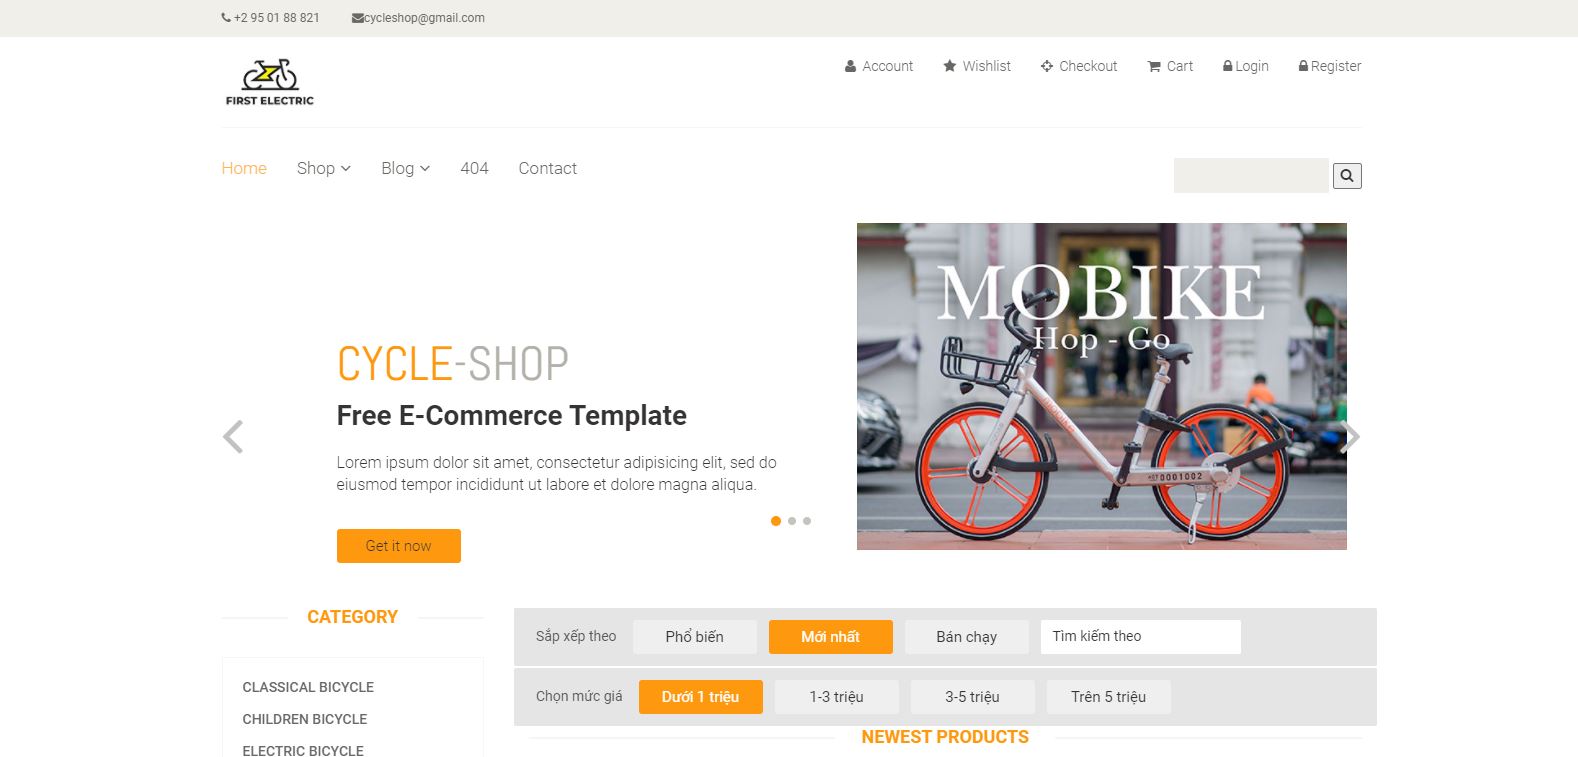 +2 95 01 88 821 cycleshop@gmail.com
FIRST ELECTRIC
Account Wishlist Checkout Cart Login Register
Home Shop Blog 404 Contact
MOBIKE
Hop - Go
CYCLE-SHOP
Free E-Commerce Template
Lorem ipsum dolor sit amet, consectetur adipisicing elit, sed do
eiusmod tempor incididunt ut labore et dolore magna aliqua.
Get it now
MOBIKE
0001002
CATEGORY
CLASSICAL BICYCLE
CHILDREN BICYCLE
ELECTRIC BICYCLE
Sắp xếp theo Phổ biến Mới nhất Bán chạy Tìm kiếm theo
Chọn mức giá Dưới 1 triệu 1-3 triệu 3-5 triệu Trên 5 triệu
NEWEST PRODUCTS